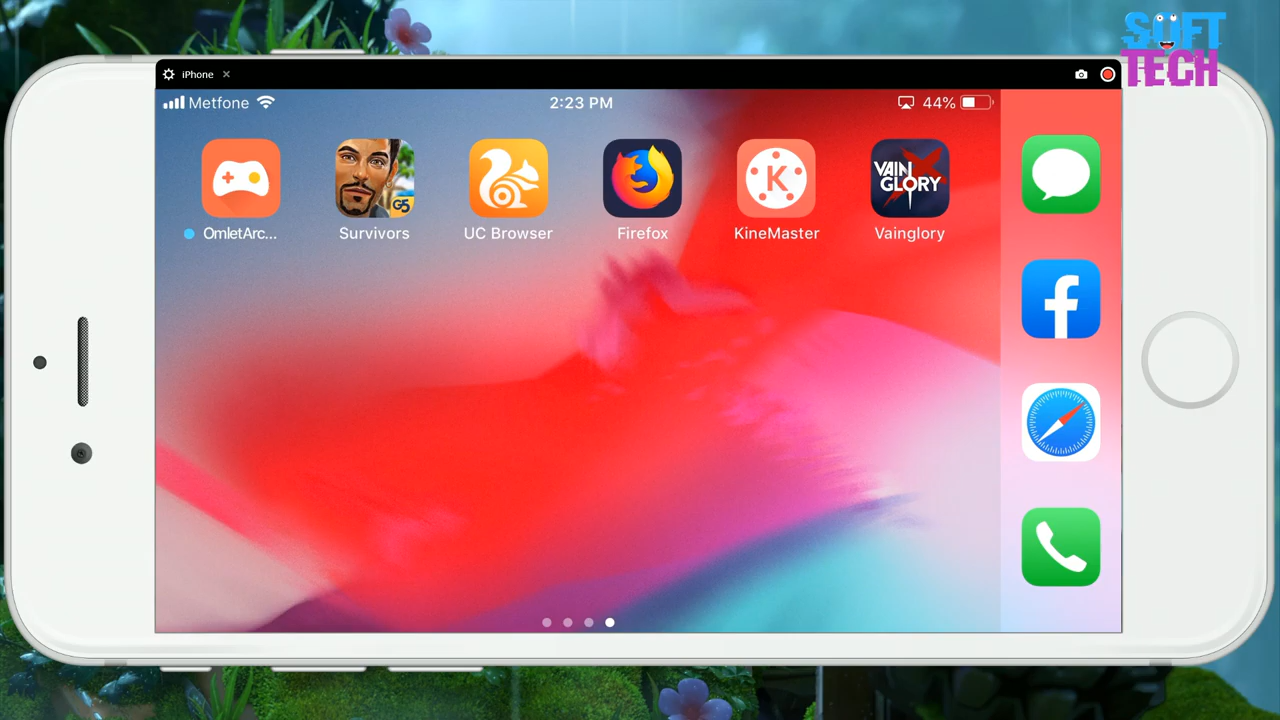 SOFT
TECH
iPhone
Metfone
2:23 PM
44%
G5
VAIN
GLORY
K
OmletArc...
Survivors
UC Browser
Firefox
KineMaster
Vainglory